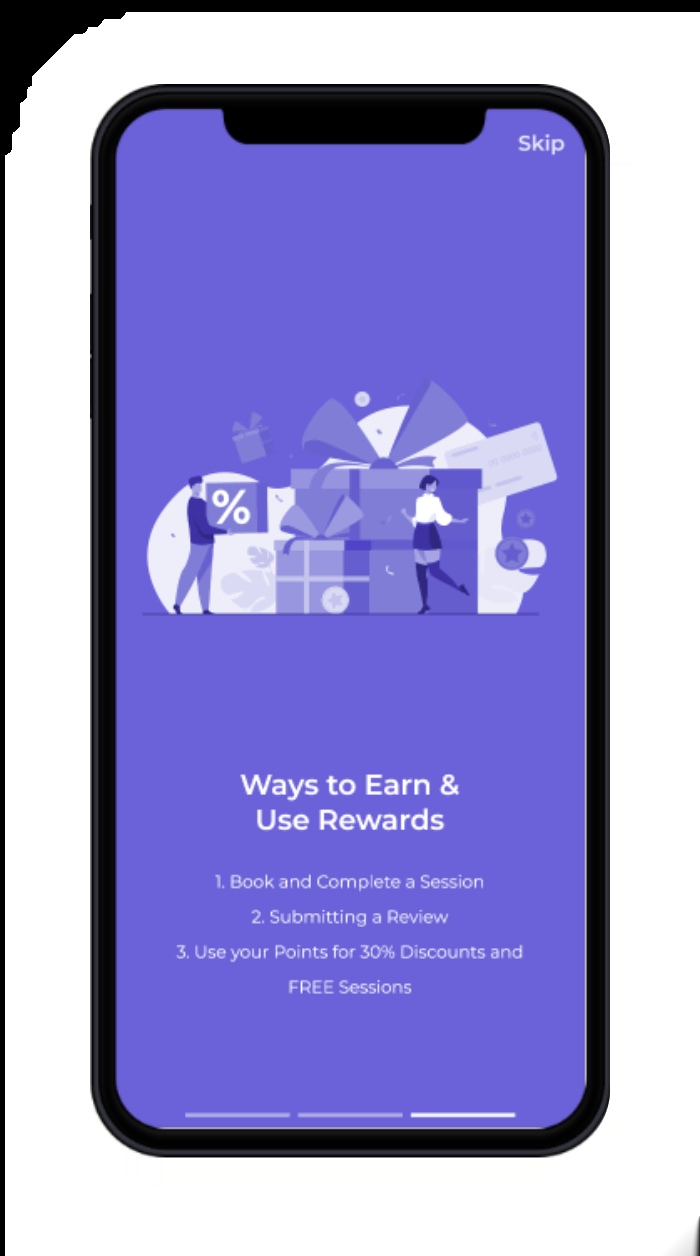 Skip
%
Ways to Earn &
Use Rewards
1. Book and Complete a Session
2. Submitting a Review
3. Use your Points for 30% Discounts and
FREE Sessions